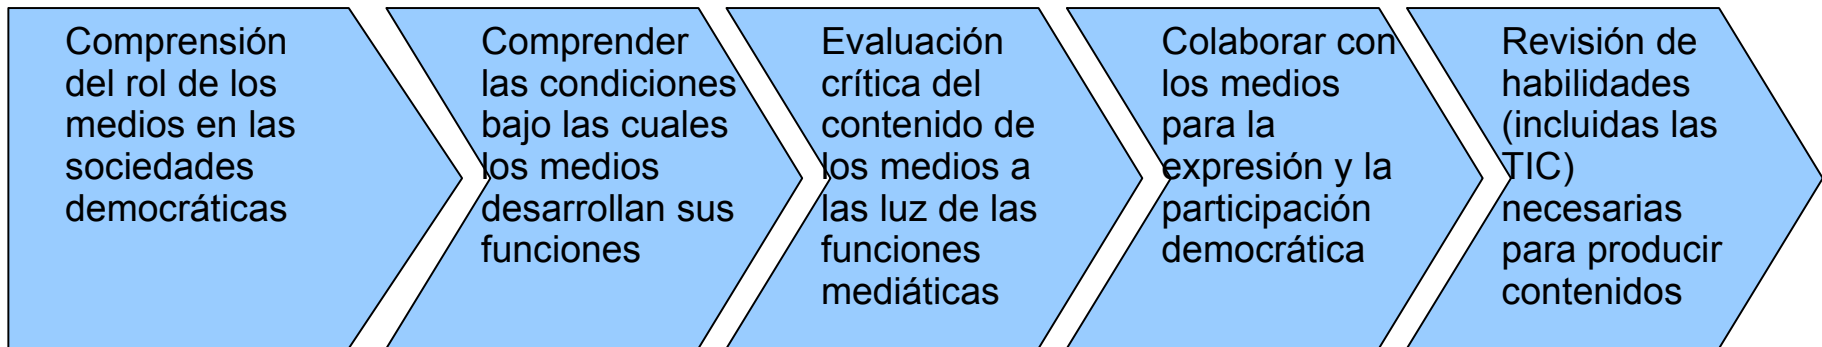 Comprensión
del rol de los
medios en las
sociedades
democráticas
Comprender
las condiciones
bajo las cuales
los medios
desarrollan sus
funciones
Evaluación
crítica del
contenido de
los medios a
las luz de las
funciones
mediáticas
Colaborar con
los medios
para la
expresión y la
participación
democrática
Revisión de
habilidades
(incluidas las
TIC)
necesarias
para producir
contenidos